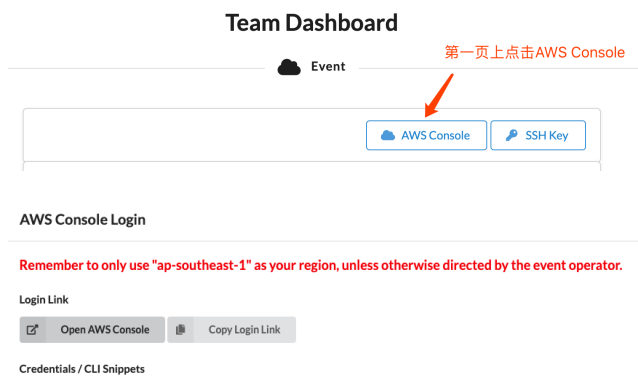 Team Dashboard
第一页上点击AWS Console
Event
AWS Console
SSH Key
AWS Console Login
Remember to only use "ap-southeast-1" as your region, unless otherwise directed by the event operator.
Login Link
Open AWS Console
Copy Login Link
Credentials / CLI Snippets